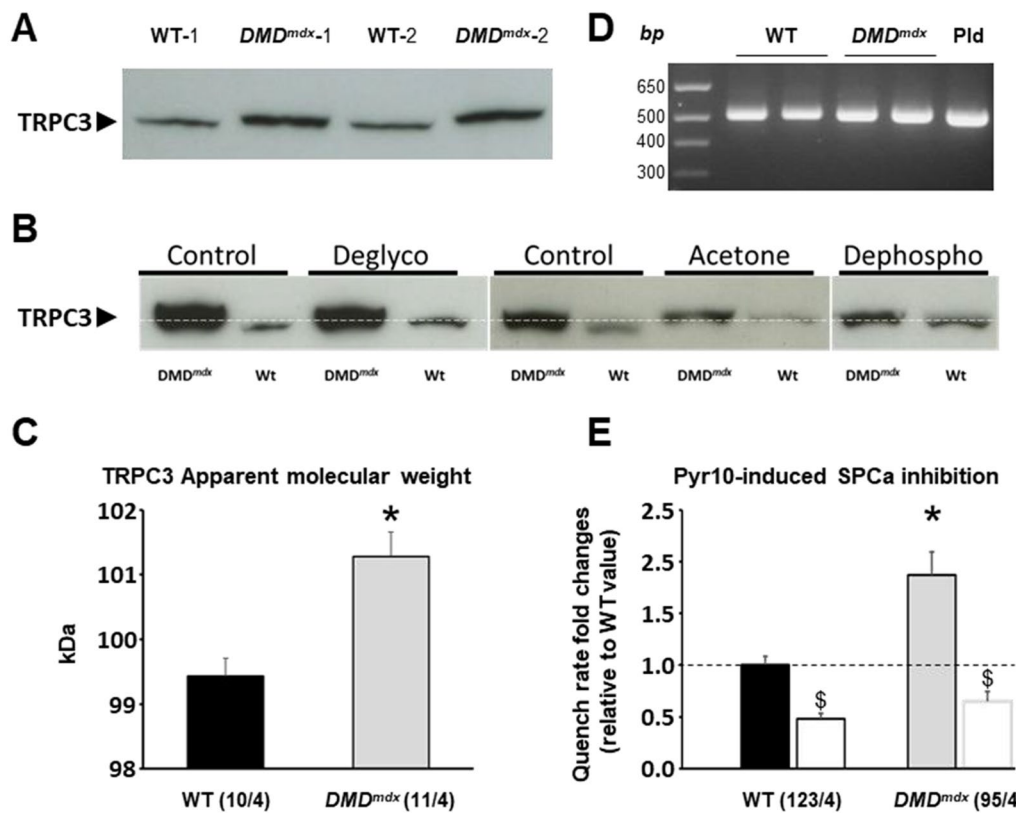 A
WT-1 DMDmdx-1 WT-2 DMDmdx-2
TRPC3
B
Control Deglyco Control Acetone Dephospho
TRPC3
DMDmdx Wt DMDmdx Wt DMDmdx Wt DMDmdx Wt DMDmdx Wt
C
TRPC3 Apparent molecular weight
102
101
100
99
98
kDa
*
WT (10/4) DMDmdx (11/4)
D
bp WT DMDmdx Pld
650
500
400
300
E
Pyr10-induced SPCa inhibition
2.5
2.5
1.5
1.0
0.5
0.0
Quench rate fold changes
(relative to WT value)
*
$ $
WT (123/4) DMDmdx (95/4